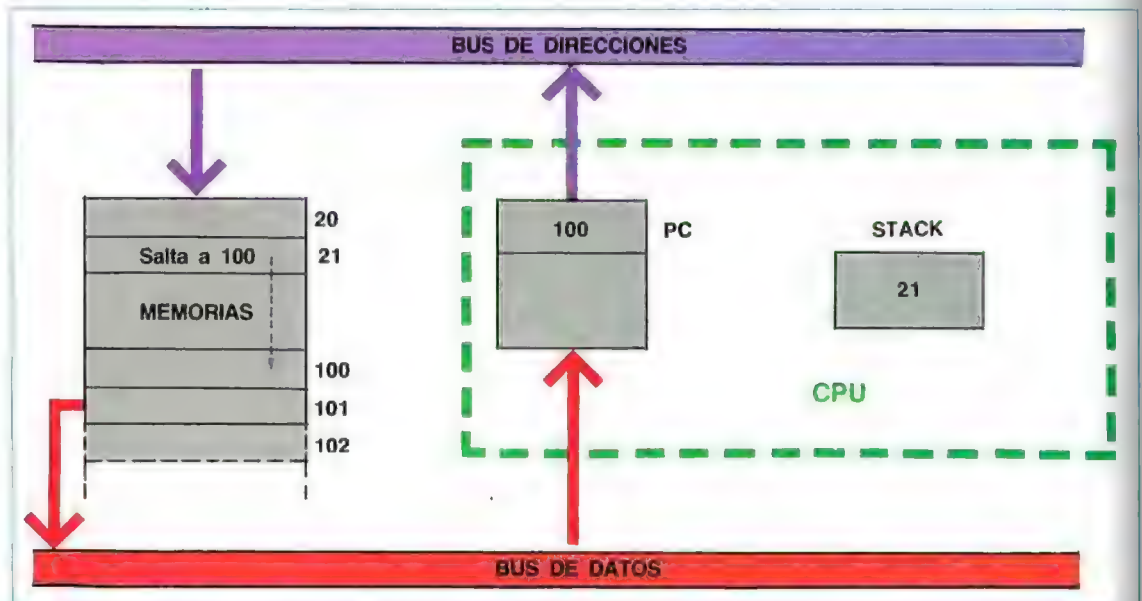 BUS DE DIRECCIONES
20
Salta a 100
21
MEMORIAS
100
101
102
100
PC
STACK
21
CPU
BUS DE DATOS